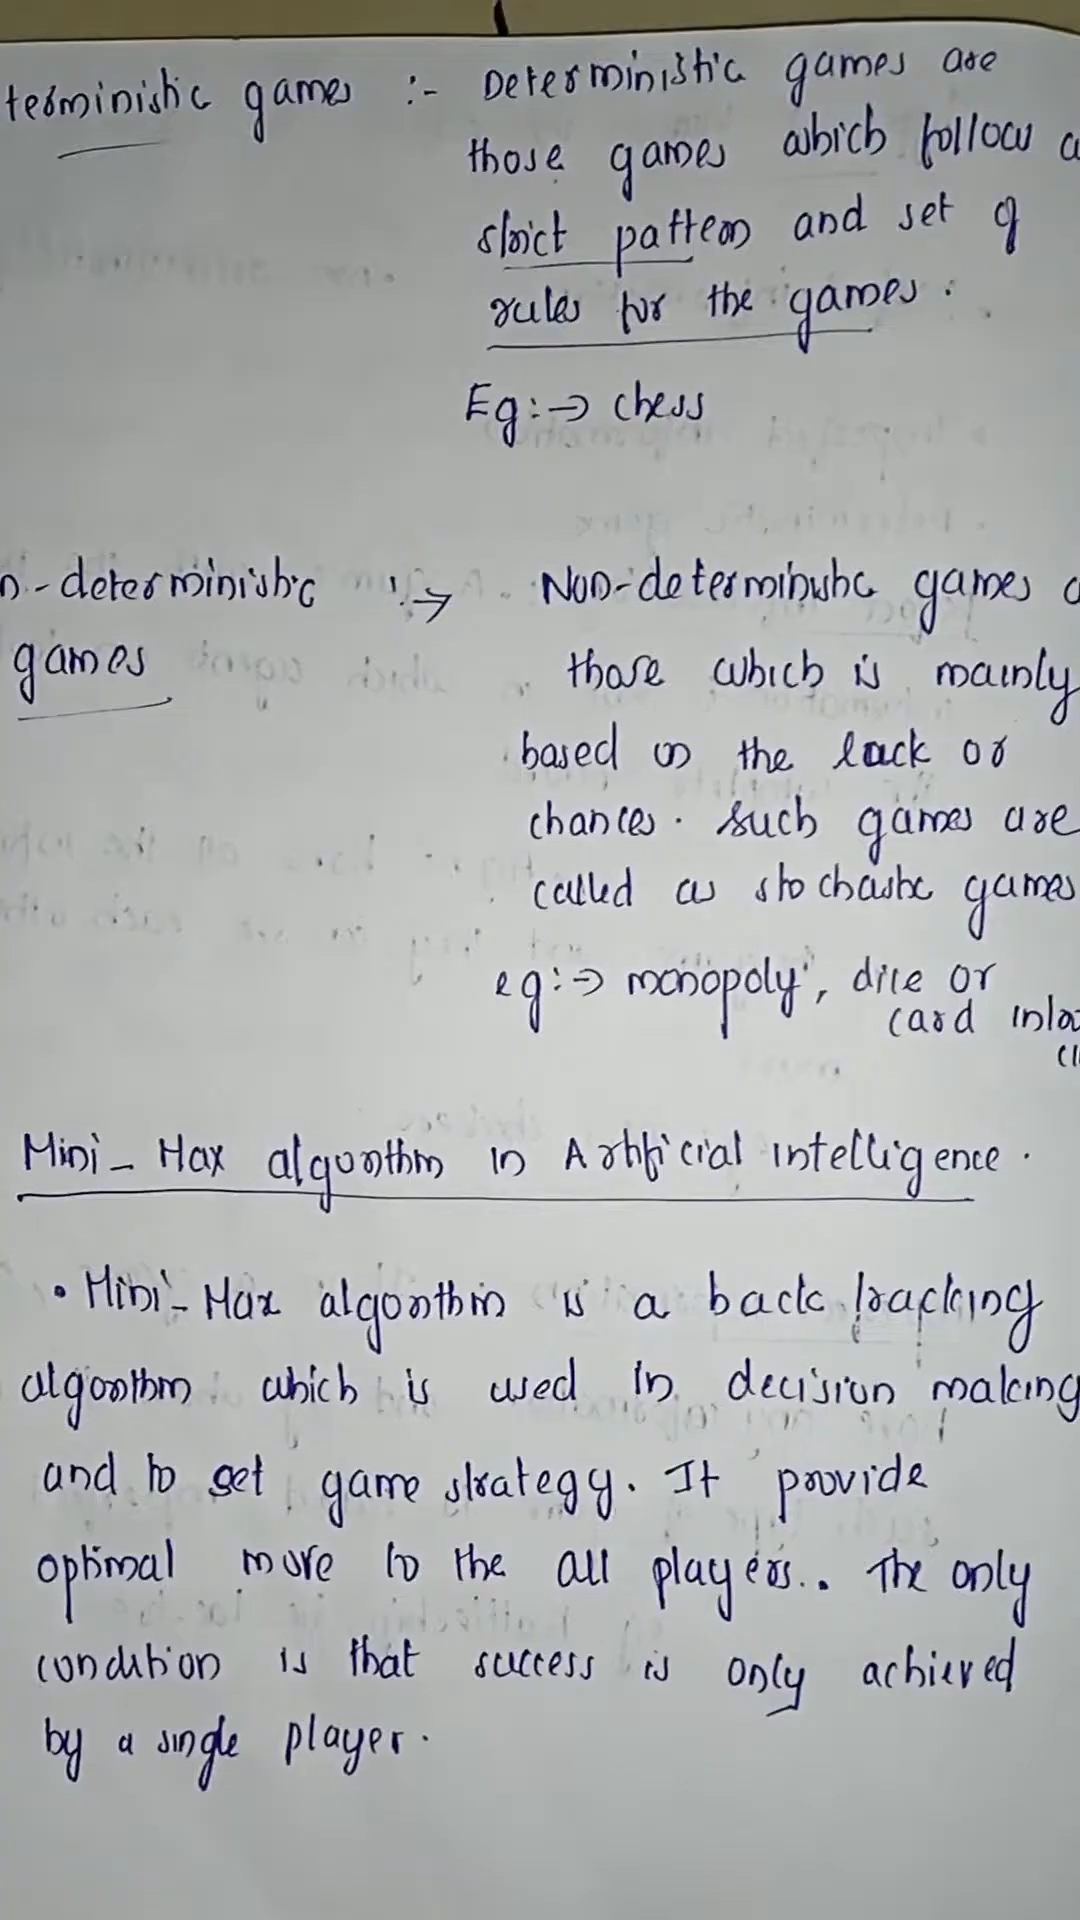 terministic games :- Deterministic games are
those games which follow a
strict pattern and set of
rules for the games.
Eg:→ chess
n-deterministic :→ Non-deterministic games a
games those which is mainly
based on the luck or
chances. such games are
called as stochastic games
eg:→ monopoly, dice or
card
Mini-Max algorithm in Artificial intelligence.
• Mini-Max algorithm is a back tracking
algorithm which is used in decision making
and to set game strategy. It provide
optimal move to the all players.. The only
condition is that success is only achieved
by a single player.